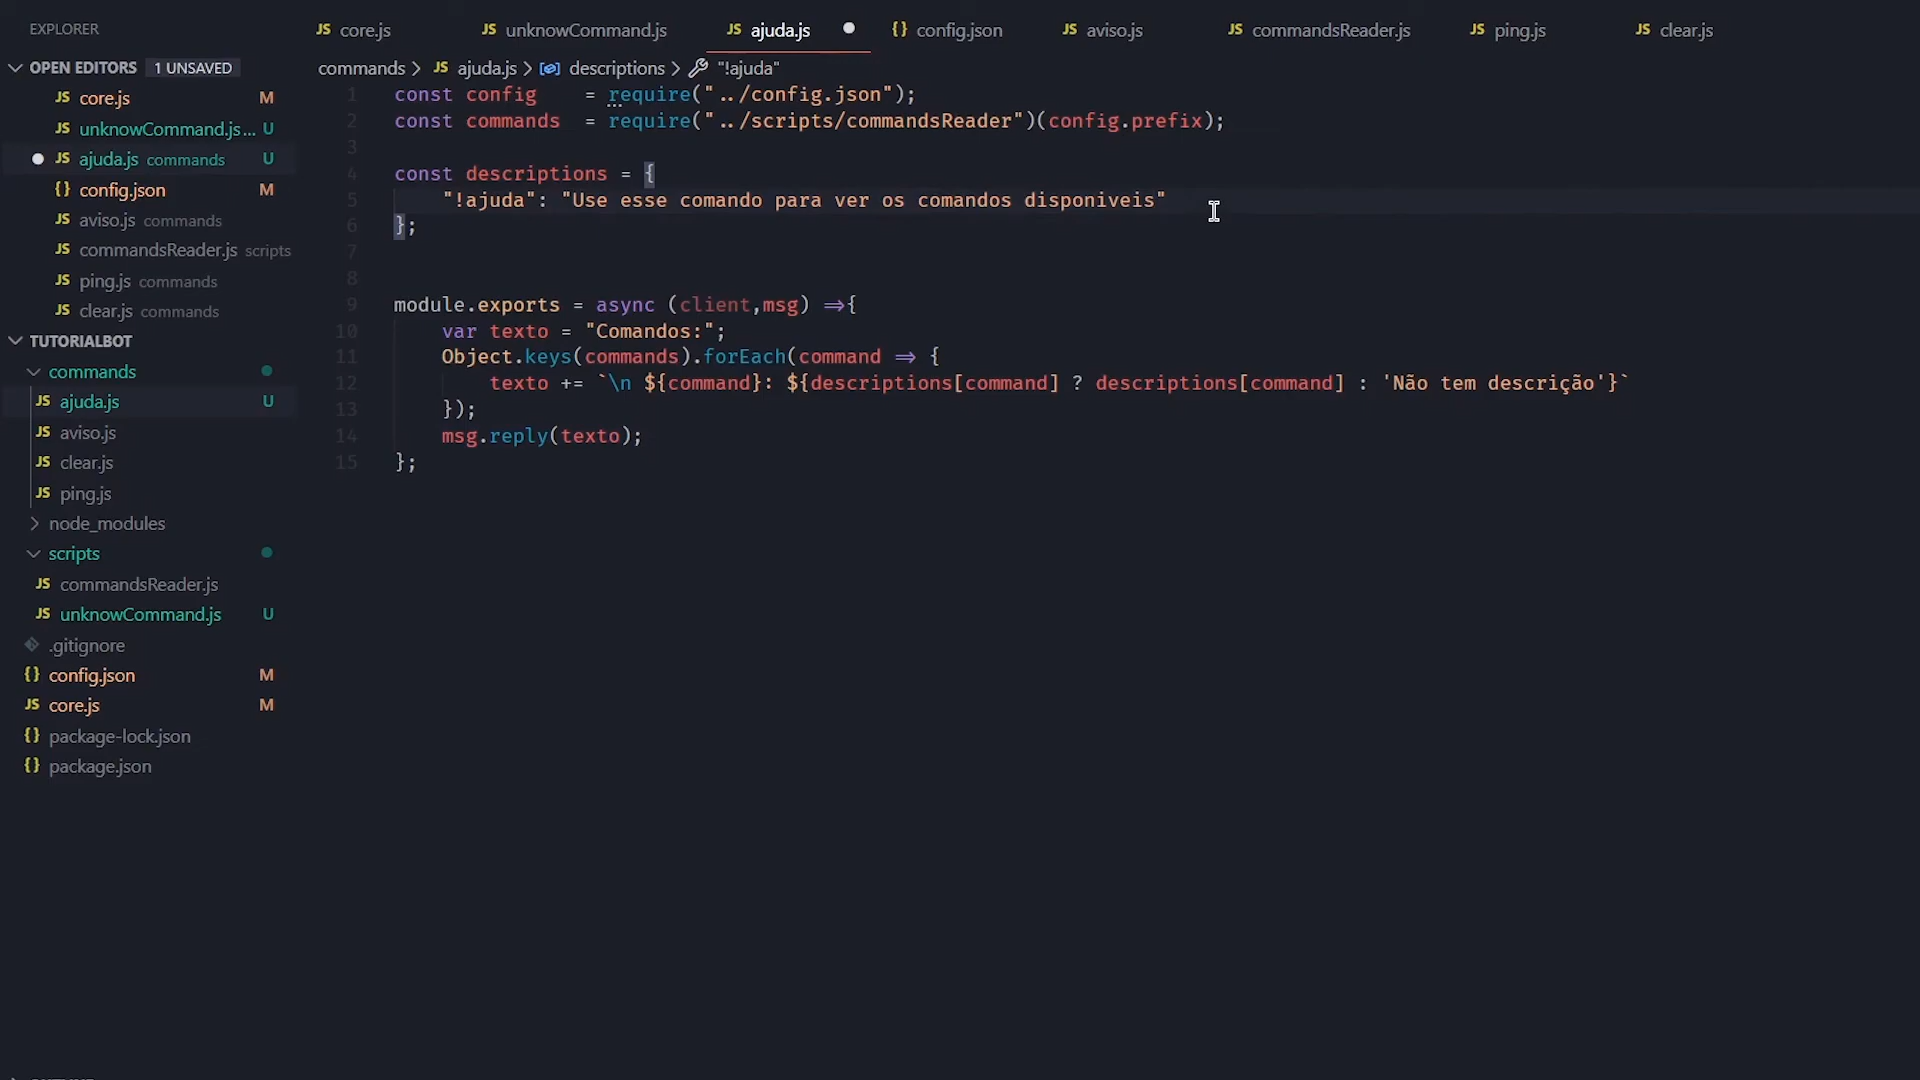 EXPLORER
OPEN EDITORS 1 UNSAVED
JS core.js M
JS unknowCommand.js... U
JS ajuda.js commands U
{} config.json M
JS aviso.js commands
JS commandsReader.js scripts
JS ping.js commands
JS clear.js commands
TUTORIALBOT
commands
JS ajuda.js U
JS aviso.js
JS clear.js
JS ping.js
node_modules
scripts
JS commandsReader.js
JS unknowCommand.js U
.gitignore
{} config.json M
JS core.js M
{} package-lock.json
{} package.json
JS core.js JS unknowCommand.js JS ajuda.js {} config.json JS aviso.js JS commandsReader.js JS ping.js JS clear.js
commands > JS ajuda.js > descriptions > "!ajuda"
1 const config    = require("../config.json");
2 const commands  = require("../scripts/commandsReader")(config.prefix);
3
4 const descriptions = {
5     "!ajuda": "Use esse comando para ver os comandos disponiveis"
6 };
7
8
9 module.exports = async (client,msg) =>{
10     var texto = "Comandos:";
11     Object.keys(commands).forEach(command => {
12         texto += `\n ${command}: ${descriptions[command] ? descriptions[command] : 'Não tem descrição'}`
13     });
14     msg.reply(texto);
15 };